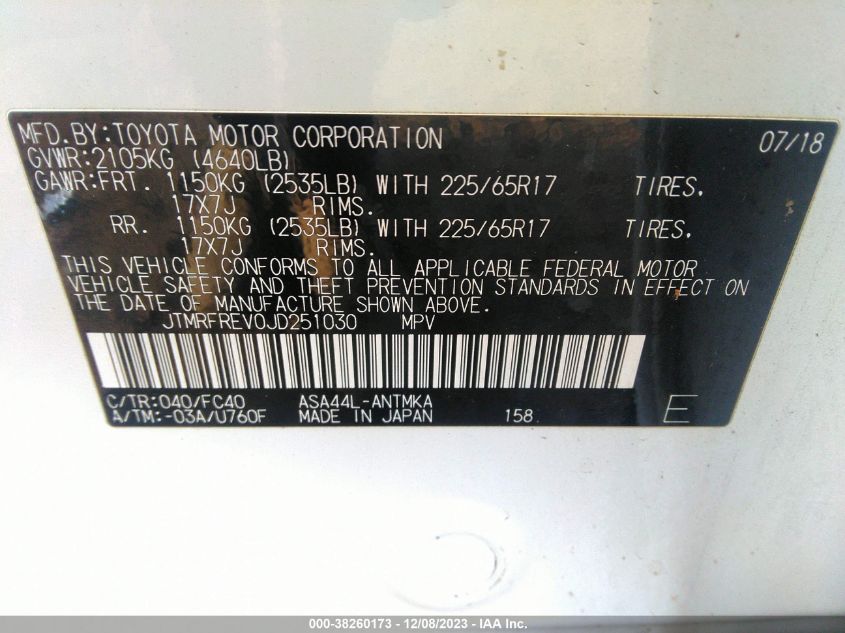 MFD.BY:TOYOTA MOTOR CORPORATION 07/18
GVWR:2105KG (4640LB)
GAWR:FRT. 1150KG (2535LB) WITH 225/65R17 TIRES.
17X7J RIMS.
RR. 1150KG (2535LB) WITH 225/65R17 TIRES,
17X7J RIMS.
THIS VEHICLE CONFORMS TO ALL APPLICABLE FEDERAL MOTOR
VEHICLE SAFETY AND THEFT PREVENTION STANDARDS IN EFFECT ON
THE DATE OF MANUFACTURE SHOWN ABOVE.
JTMRFREV0JD251030 MPV
C/TR:040/FC40 ASA44L-ANTMKA
A/TM:-03A/U760F MADE IN JAPAN 158 E
000-38260173 - 12/08/2023 - IAA Inc.